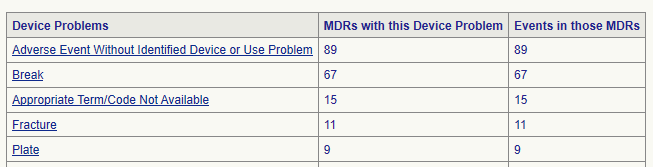 Device Problems MDRs with this Device Problem Events in those MDRs
Adverse Event Without Identified Device or Use Problem 89 89
Break 67 67
Appropriate Term/Code Not Available 15 15
Fracture 11 11
Plate 9 9